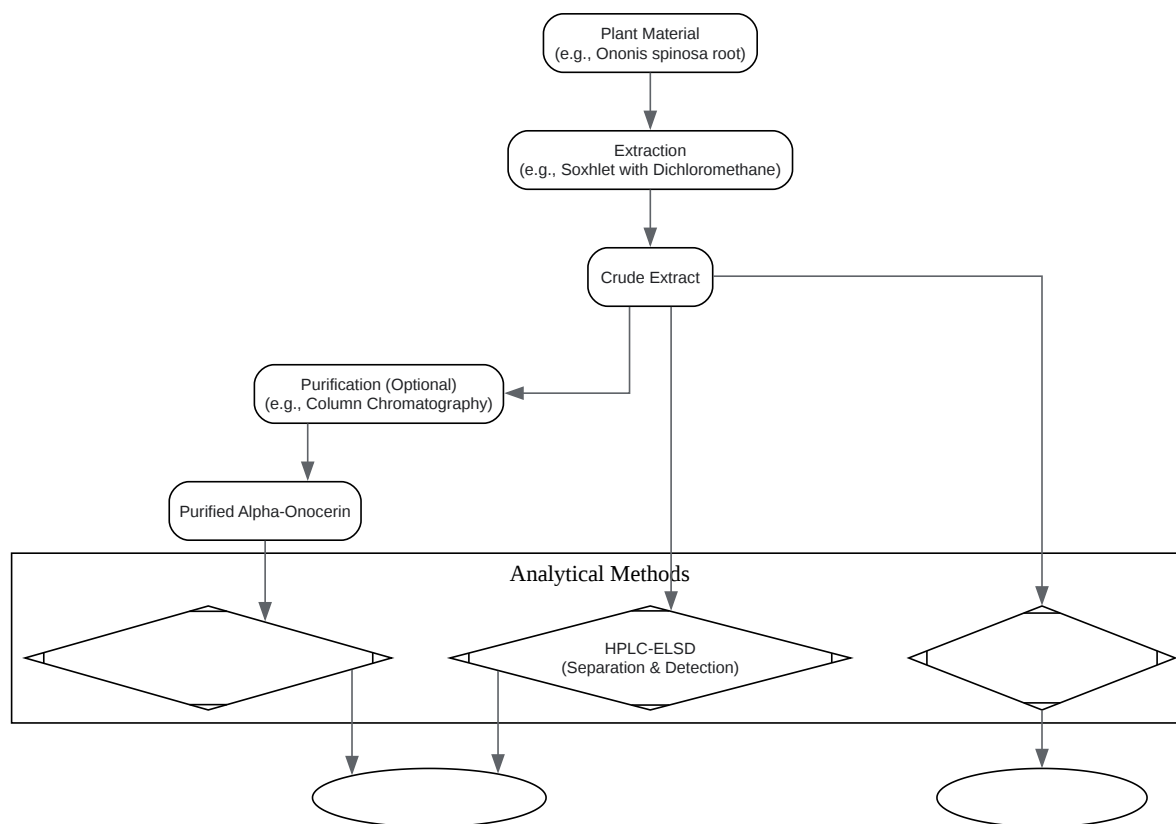 Plant Material
(e.g., Ononis spinosa root)
Extraction
(e.g., Soxhlet with Dichloromethane)
Crude Extract
Purification (Optional)
(e.g., Column Chromatography)
Purified Alpha-Onocerin
Analytical Methods
HPLC-ELSD
(Separation & Detection)